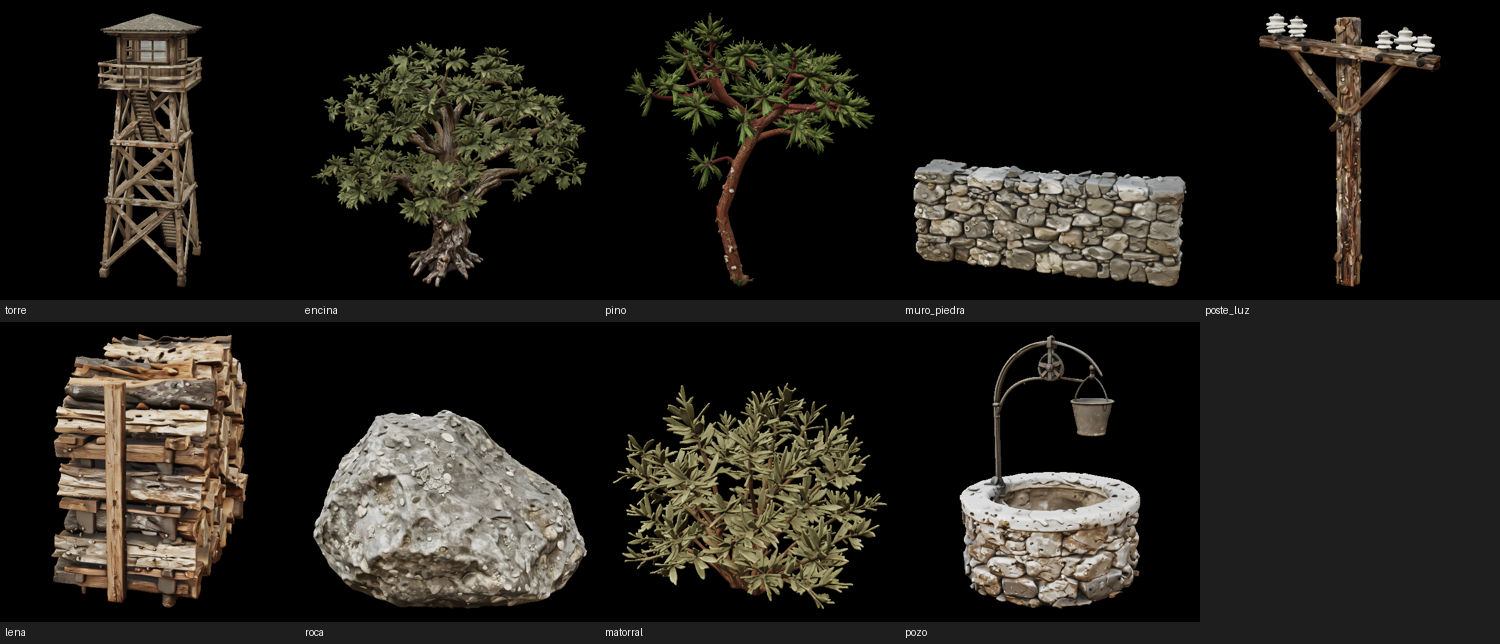 torre
encina
pino
muro_piedra
poste_luz
lena
roca
matorral
pozo